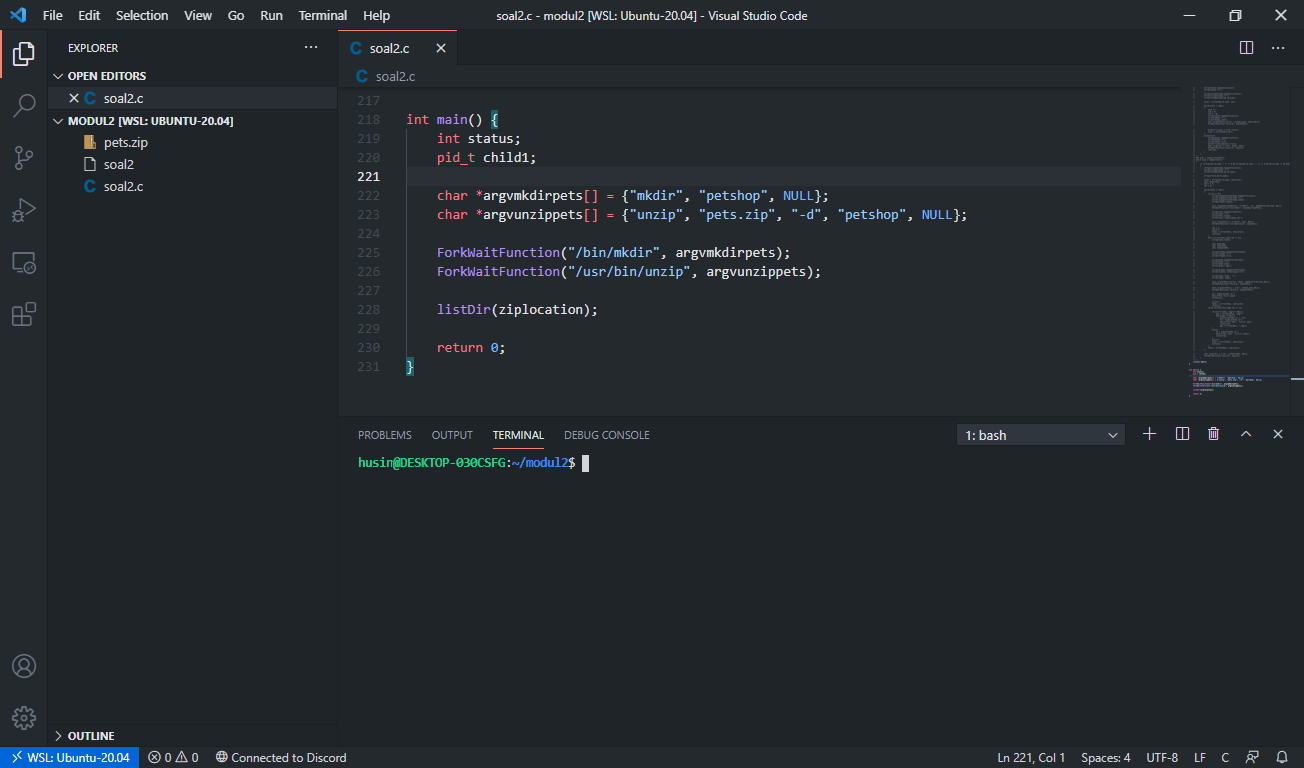 File Edit Selection View Go Run Terminal Help soal2.c - modul2 [WSL: Ubuntu-20.04] - Visual Studio Code
EXPLORER
OPEN EDITORS
soal2.c
MODUL2 [WSL: UBUNTU-20.04]
pets.zip
soal2
soal2.c
OUTLINE
soal2.c
soal2.c
217
218 int main() {
219 int status;
220 pid_t child1;
221
222 char *argvmkdirpets[] = {"mkdir", "petshop", NULL};
223 char *argvunzippets[] = {"unzip", "pets.zip", "-d", "petshop", NULL};
224
225 ForkWaitFunction("/bin/mkdir", argvmkdirpets);
226 ForkWaitFunction("/usr/bin/unzip", argvunzippets);
227
228 listDir(ziplocation);
229
230 return 0;
231 }
PROBLEMS OUTPUT TERMINAL DEBUG CONSOLE 1: bash
husin@DESKTOP-030CSFG:~/modul2$
WSL: Ubuntu-20.04 0 0 Connected to Discord Ln 221, Col 1 Spaces: 4 UTF-8 LF C